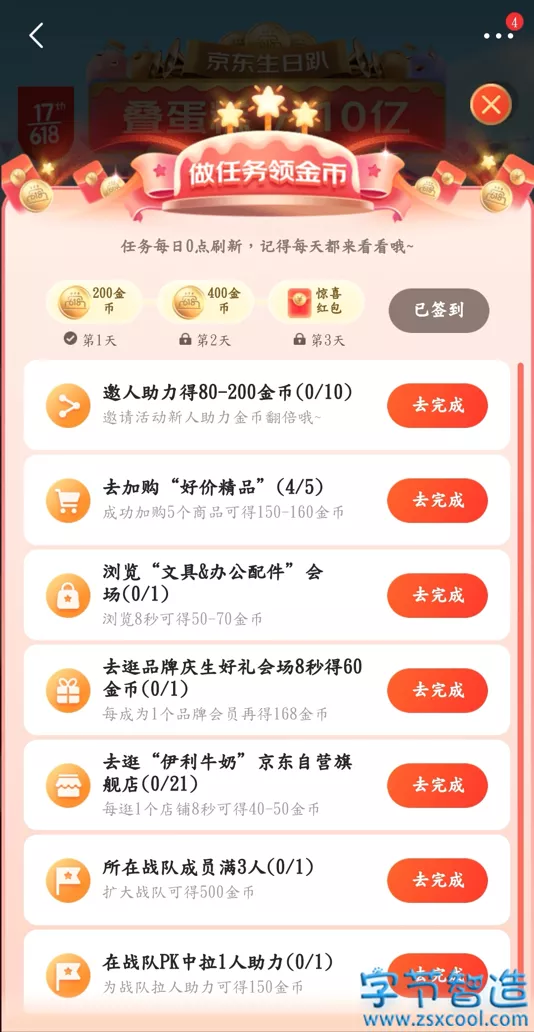 4
京东生日趴
17th
618
叠蛋糕
10亿
做任务领金币
任务每日0点刷新，记得每天都来看看哦~
200金币
400金币
惊喜红包
已签到
第1天
第2天
第3天
邀人助力得80-200金币(0/10)
邀请活动新人助力金币翻倍哦~
去完成
去加购“好价精品”(4/5)
成功加购5个商品可得150-160金币
去完成
浏览“文具&办公配件”会
场(0/1)
浏览8秒可得50-70金币
去完成
去逛品牌庆生好礼会场8秒得60
金币(0/1)
每成为1个品牌会员再得168金币
去完成
去逛“伊利牛奶”京东自营旗
舰店(0/21)
每逛1个店铺8秒可得40-50金币
去完成
所在战队成员满3人(0/1)
扩大战队可得500金币
去完成
在战队PK中拉1人助力(0/1)
为战队拉人助力可得150金币
去完成
字节智造
www.zsxcool.com